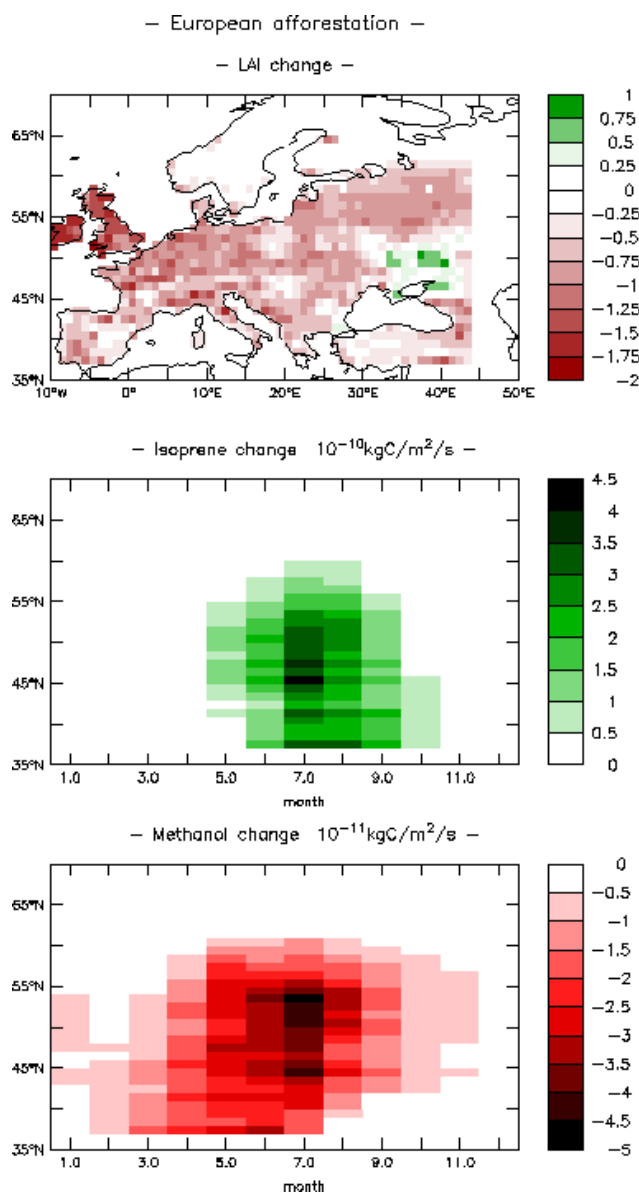 — European afforestation —
— LAI change —
65°N
55°N
45°N
35°N
10°W 0° 10°E 20°E 30°E 40°E 50°E
1
0.75
0.5
0.25
0
−0.25
−0.5
−0.75
−1
−1.25
−1.5
−1.75
−2
— Isoprene change 10⁻¹⁰kgC/m²/s —
65°N
55°N
45°N
35°N
1.0 3.0 5.0 7.0 9.0 11.0
month
4.5
4
3.5
3
2.5
2
1.5
1
0.5
0
— Methanol change 10⁻¹¹kgC/m²/s —
65°N
55°N
45°N
35°N
1.0 3.0 5.0 7.0 9.0 11.0
month
0
−0.5
−1
−1.5
−2
−2.5
−3
−3.5
−4
−4.5
−5